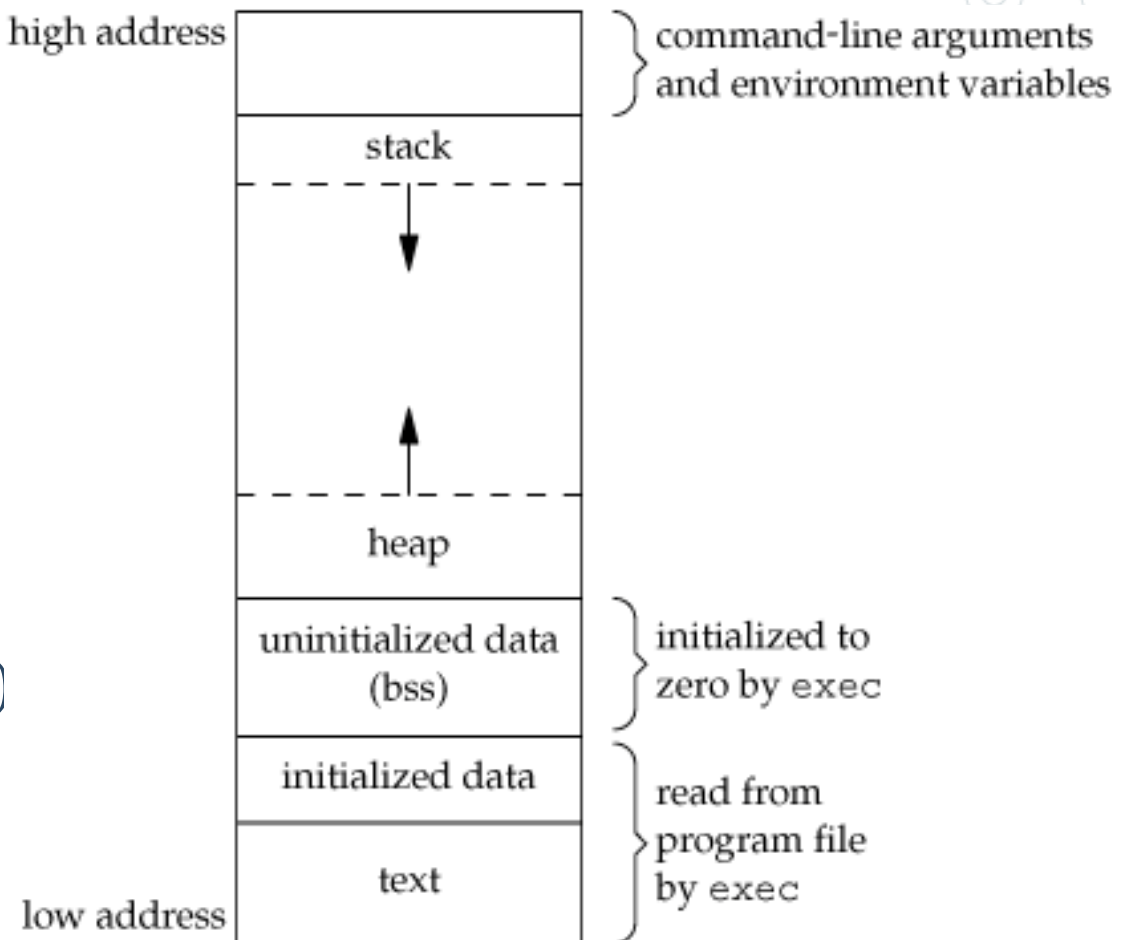 high address
command-line arguments
and environment variables
stack
heap
uninitialized data
(bss)
initialized to
zero by exec
initialized data
read from
program file
by exec
text
low address